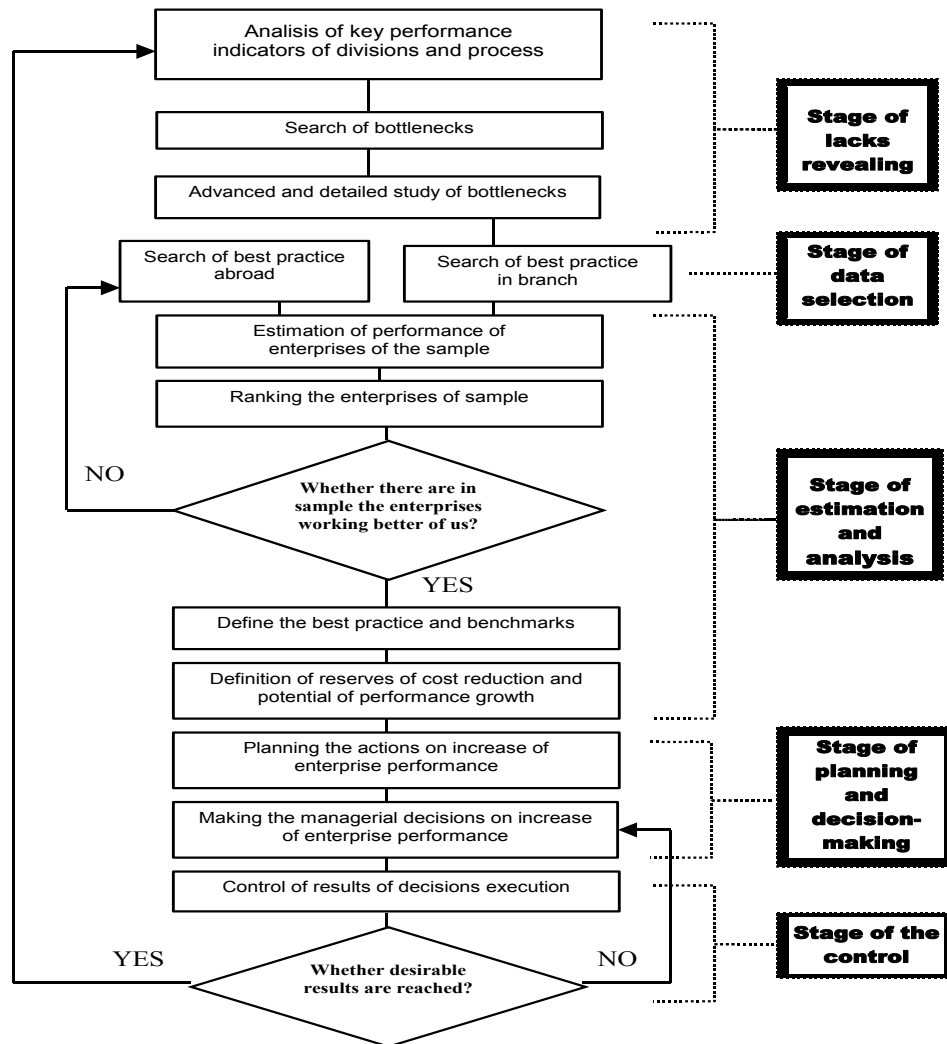 Analisis of key performance
indicators of divisions and process
Search of bottlenecks
Advanced and detailed study of bottlenecks
Stage of
lacks
revealing
Search of best practice
abroad
Search of best practice
in branch
Stage of
data
selection
Estimation of performance of
enterprises of the sample
Ranking the enterprises of sample
NO
Whether there are in
sample the enterprises
working better of us?
YES
Define the best practice and benchmarks
Definition of reserves of cost reduction and
potential of performance growth
Stage of
estimation
and
analysis
Planning the actions on increase of
enterprise performance
Making the managerial decisions on increase
of enterprise performance
Stage of
planning
and
decision-
making
Control of results of decisions execution
YES
Whether desirable
results are reached?
NO
Stage of the
control